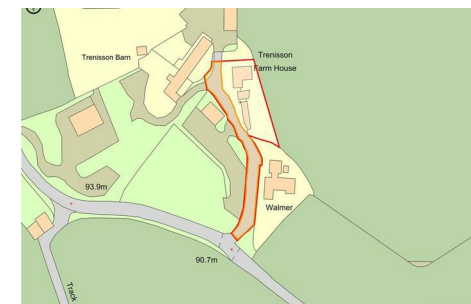 Trenisson Barn
Trenisson
Farm House
93.9m
Walmer
90.7m
Track